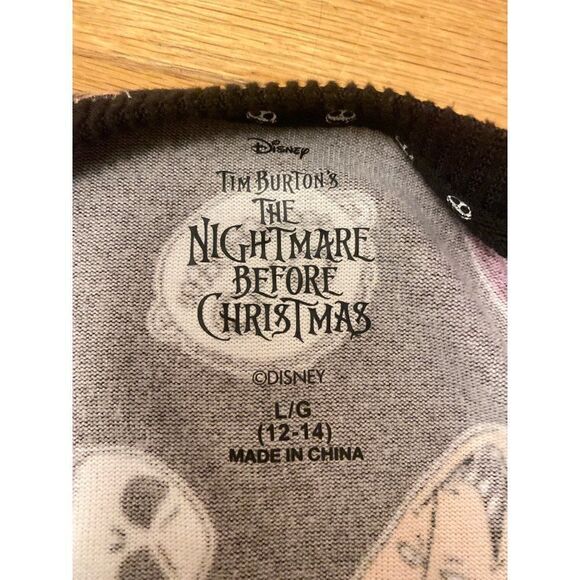 Disney
TIM BURTON'S
THE
NIGHTMARE
BEFORE
CHRISTMAS
©DISNEY
L/G
(12-14)
MADE IN CHINA